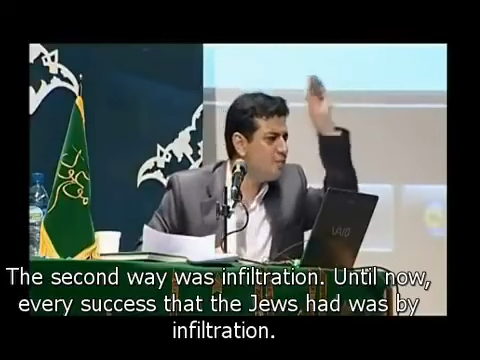 VAIO
The second way was infiltration. Until now,
every success that the Jews had was by
infiltration.